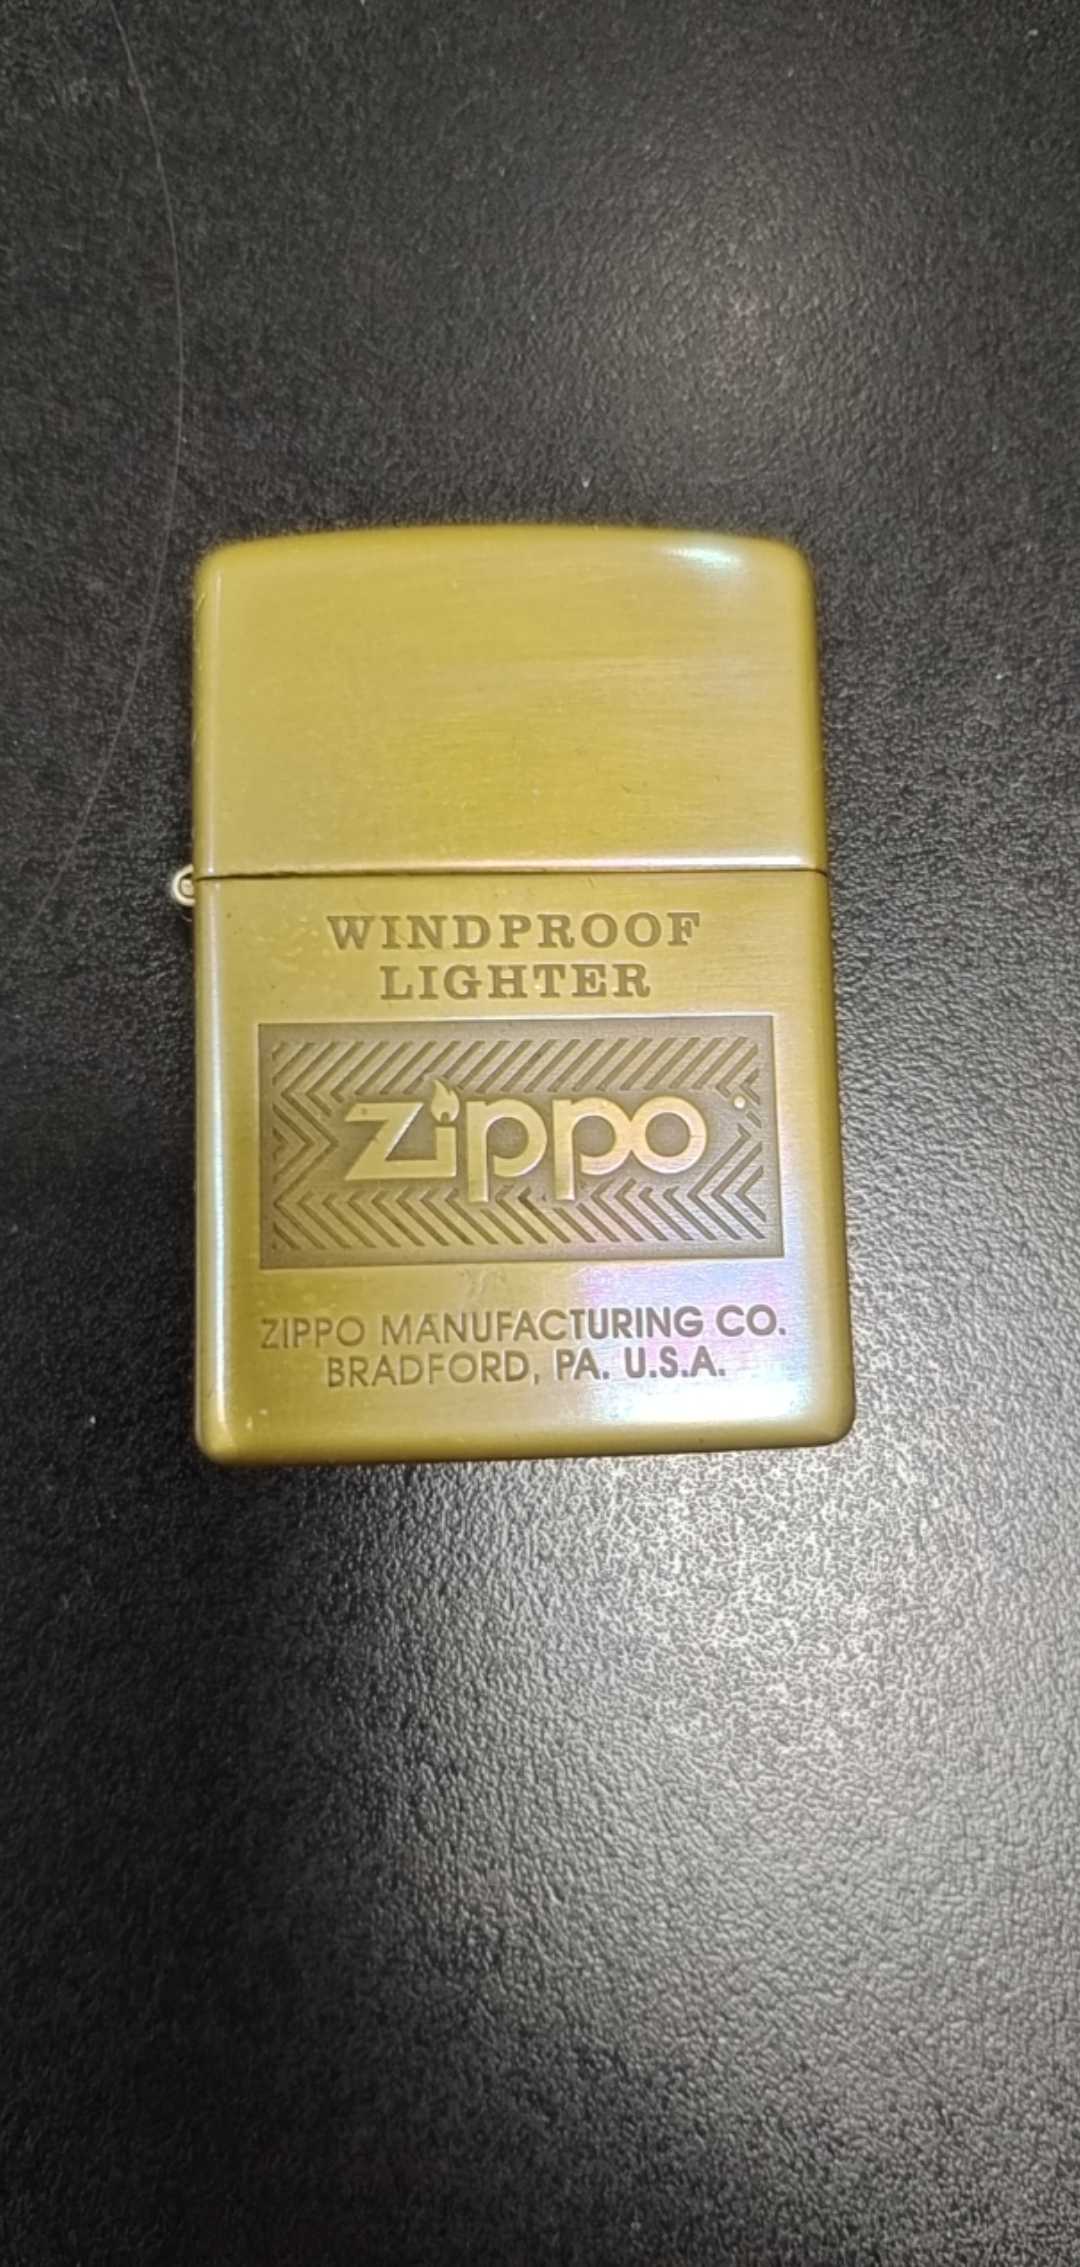 WINDPROOF
LIGHTER
Zippo
ZIPPO MANUFACTURING CO.
BRADFORD, PA. U.S.A.